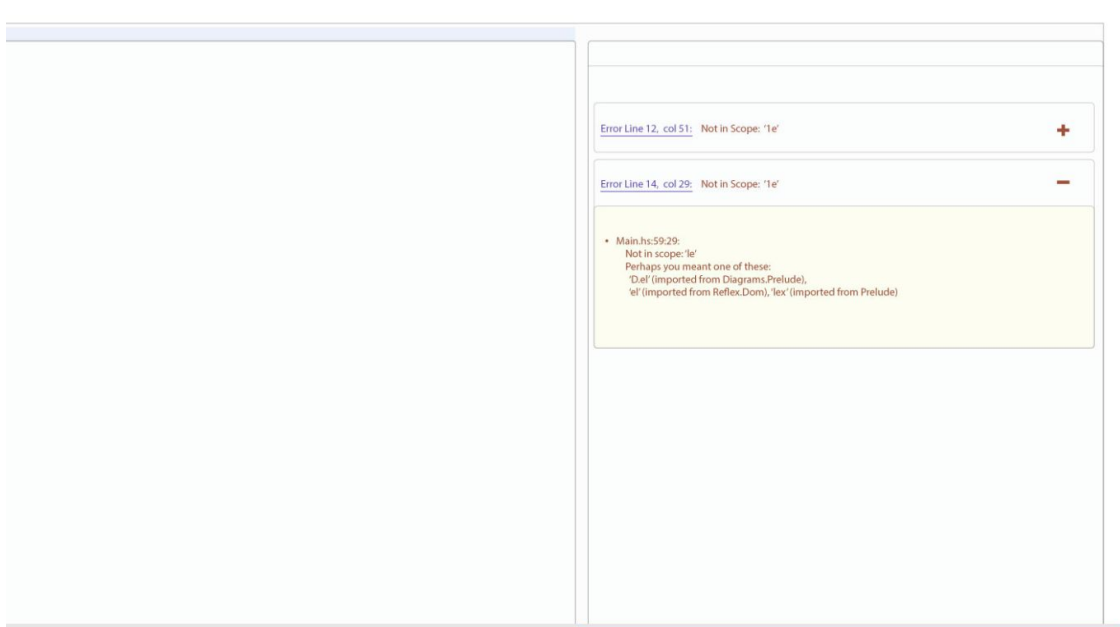 Error Line 12, col 51: Not in Scope: '1e'
Error Line 14, col 29: Not in Scope: '1e'
• Main.hs:59:29:
Not in scope: 'le'
Perhaps you meant one of these:
'D.el' (imported from Diagrams.Prelude),
'el' (imported from Reflex.Dom), 'lex' (imported from Prelude)